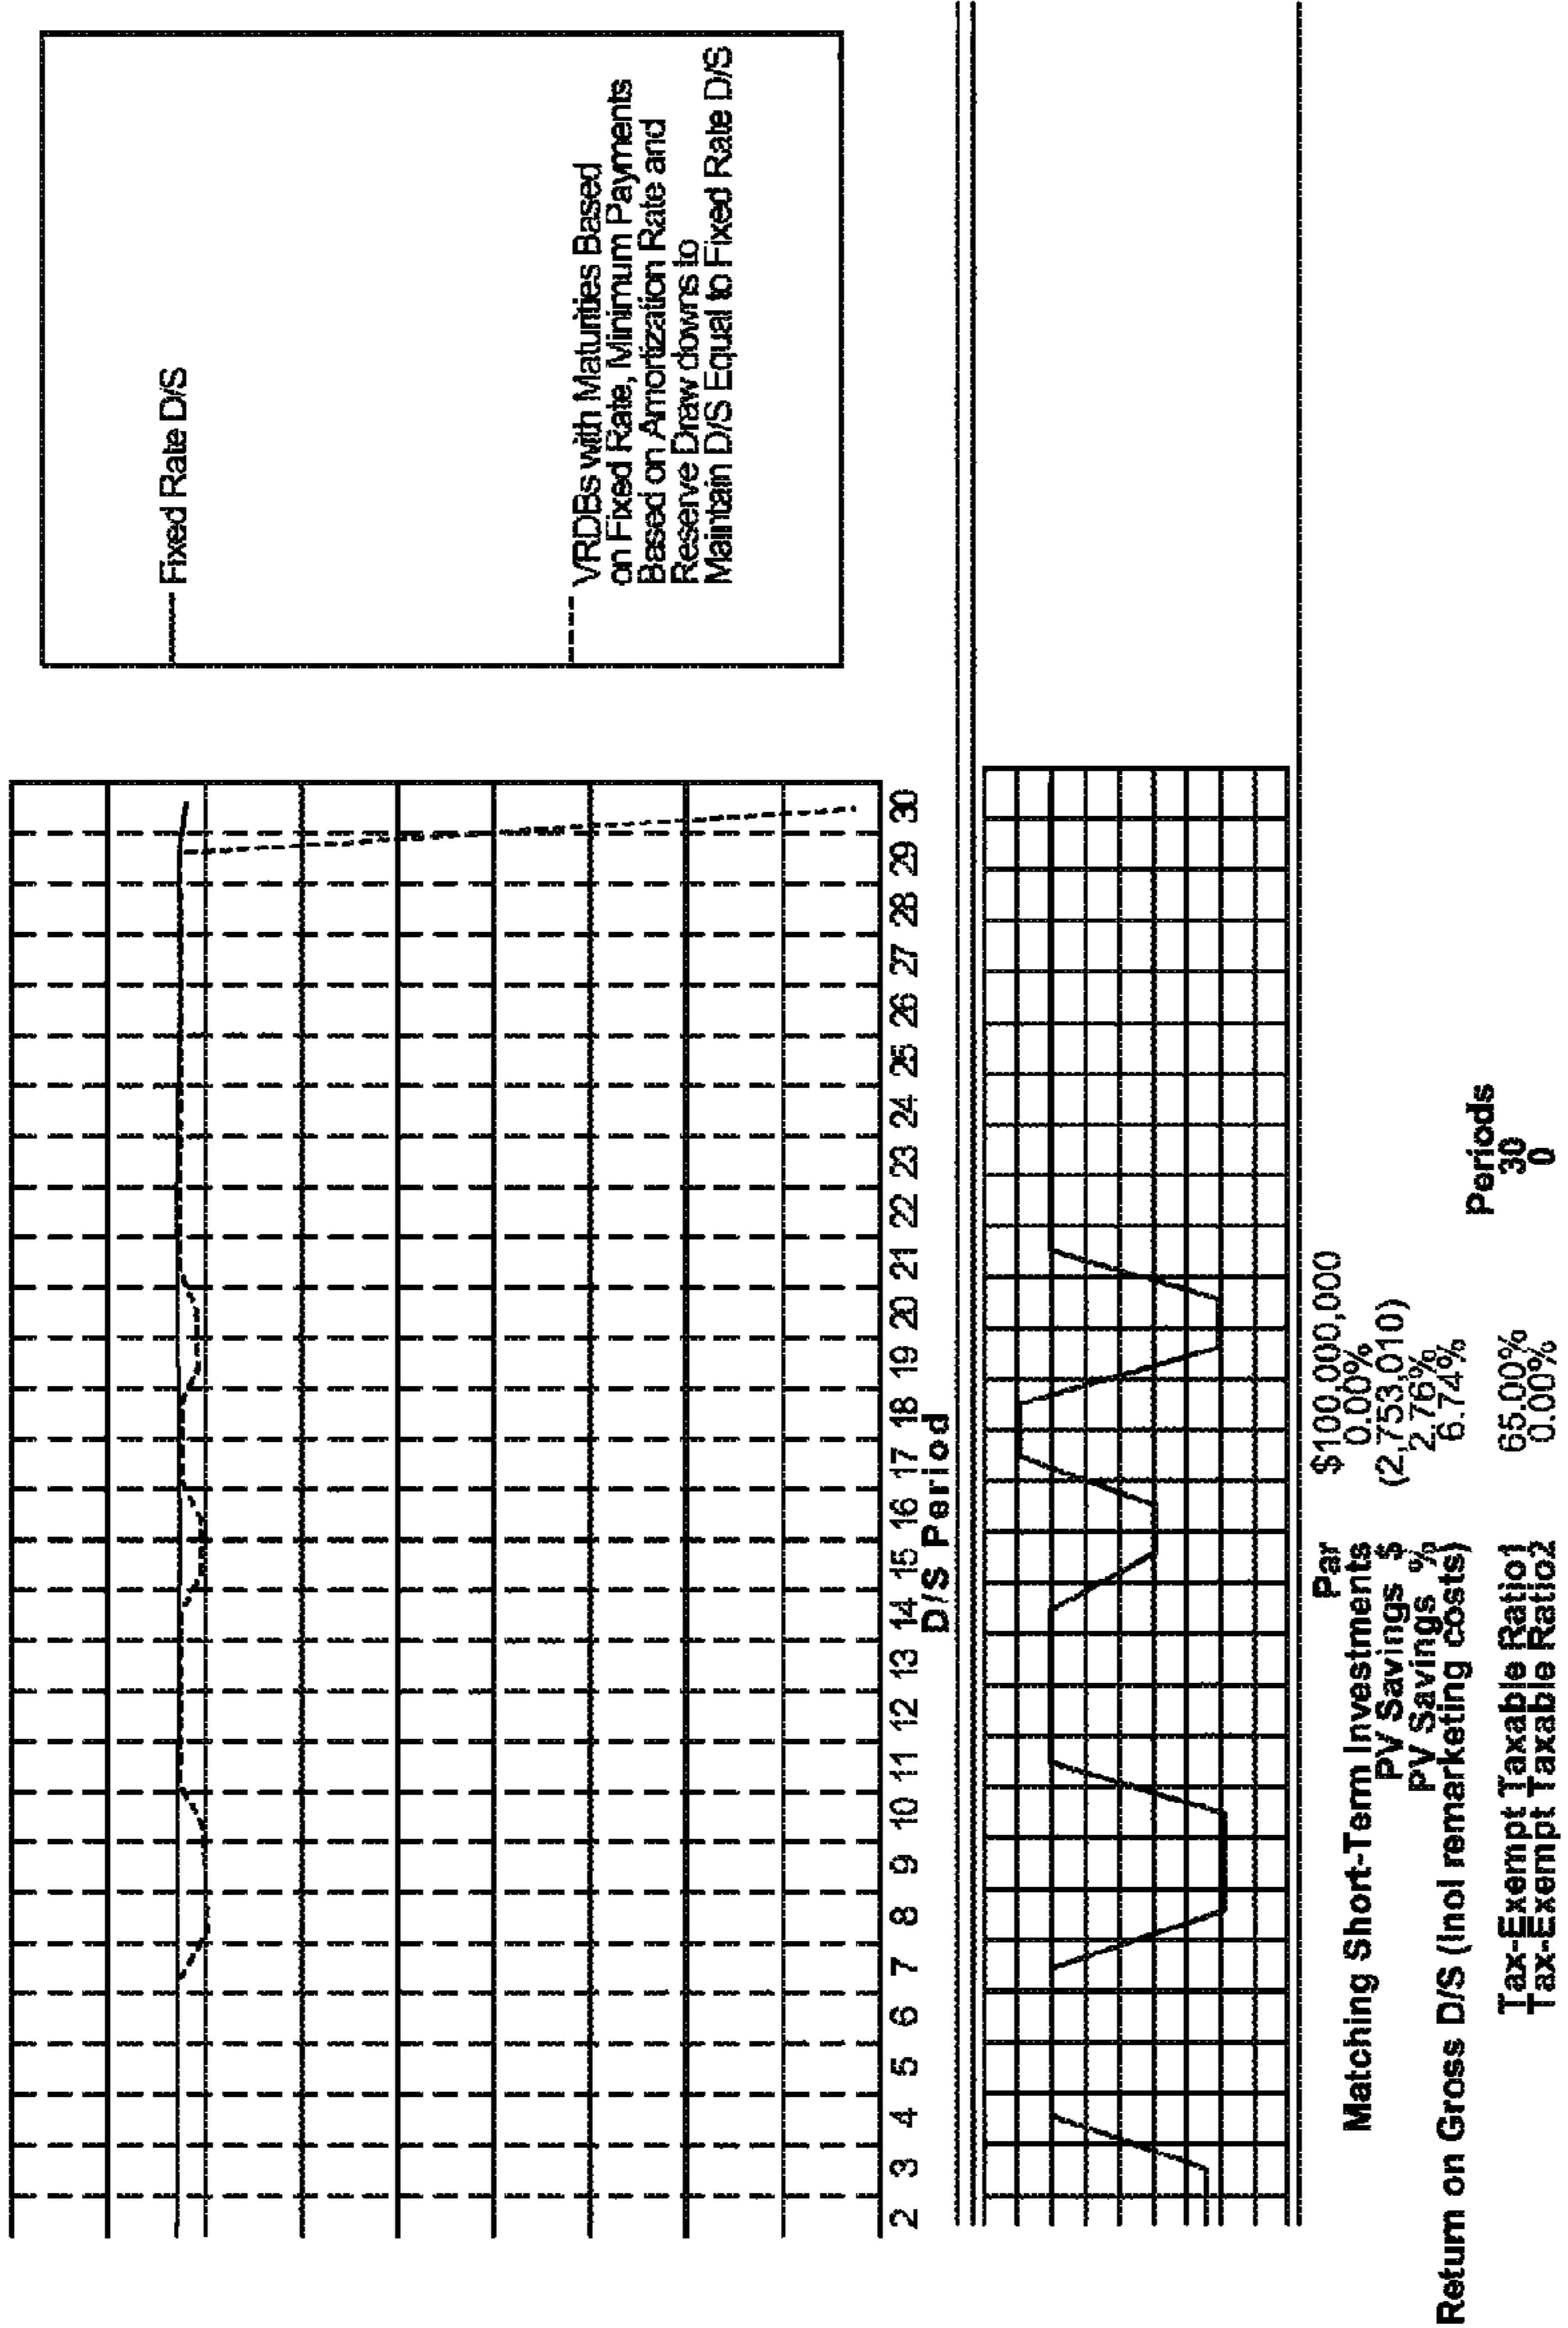 Fixed Rate D/S
VRDBs with Maturities Based
on Fixed Rate, Minimum Payments
Based on Amortization Rate and
Reserve Draw downs to
Maintain D/S Equal to Fixed Rate D/S
2 3 4 5 6 7 8 9 10 11 12 13 14 15 16 17 18 19 20 21 22 23 24 25 26 27 28 29 30
D/S Period
Par $100,000,000
Matching Short-Term Investments 0.00%
PV Savings $ (2,753,010)
PV Savings % 2.76%
Return on Gross D/S (Inol remarketing costs) 6.74%
Periods
Tax-Exempt Taxable Ratio1 65.00% 30
Tax-Exempt Taxable Ratio2 0.00% 0